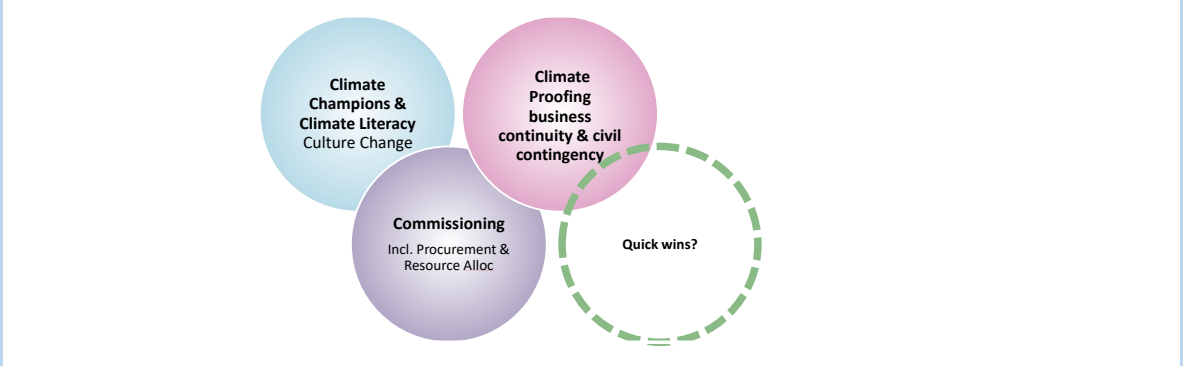 Climate
Champions &
Climate Literacy
Culture Change
Climate
Proofing
business
continuity & civil
contingency
Commissioning
Incl. Procurement &
Resource Alloc
Quick wins?